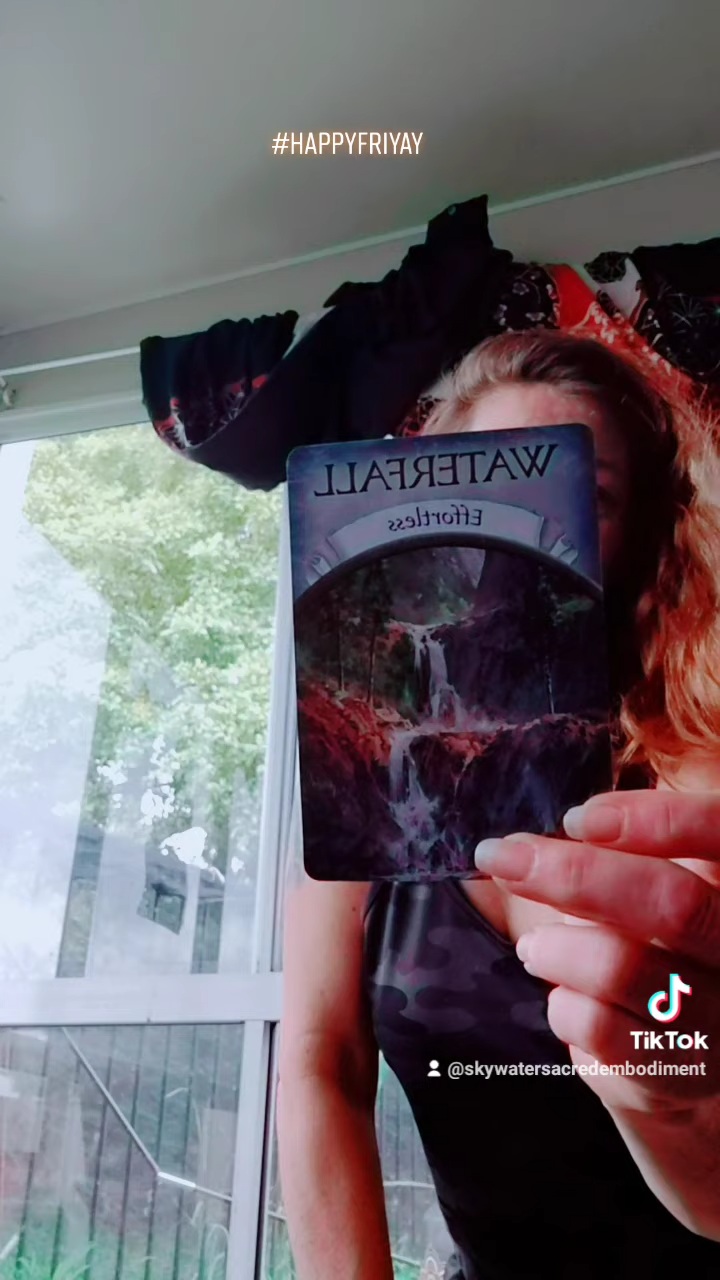 #HAPPYFRIYAY
WATERFALL
Effortless
TikTok
@skywatersacredembodiment